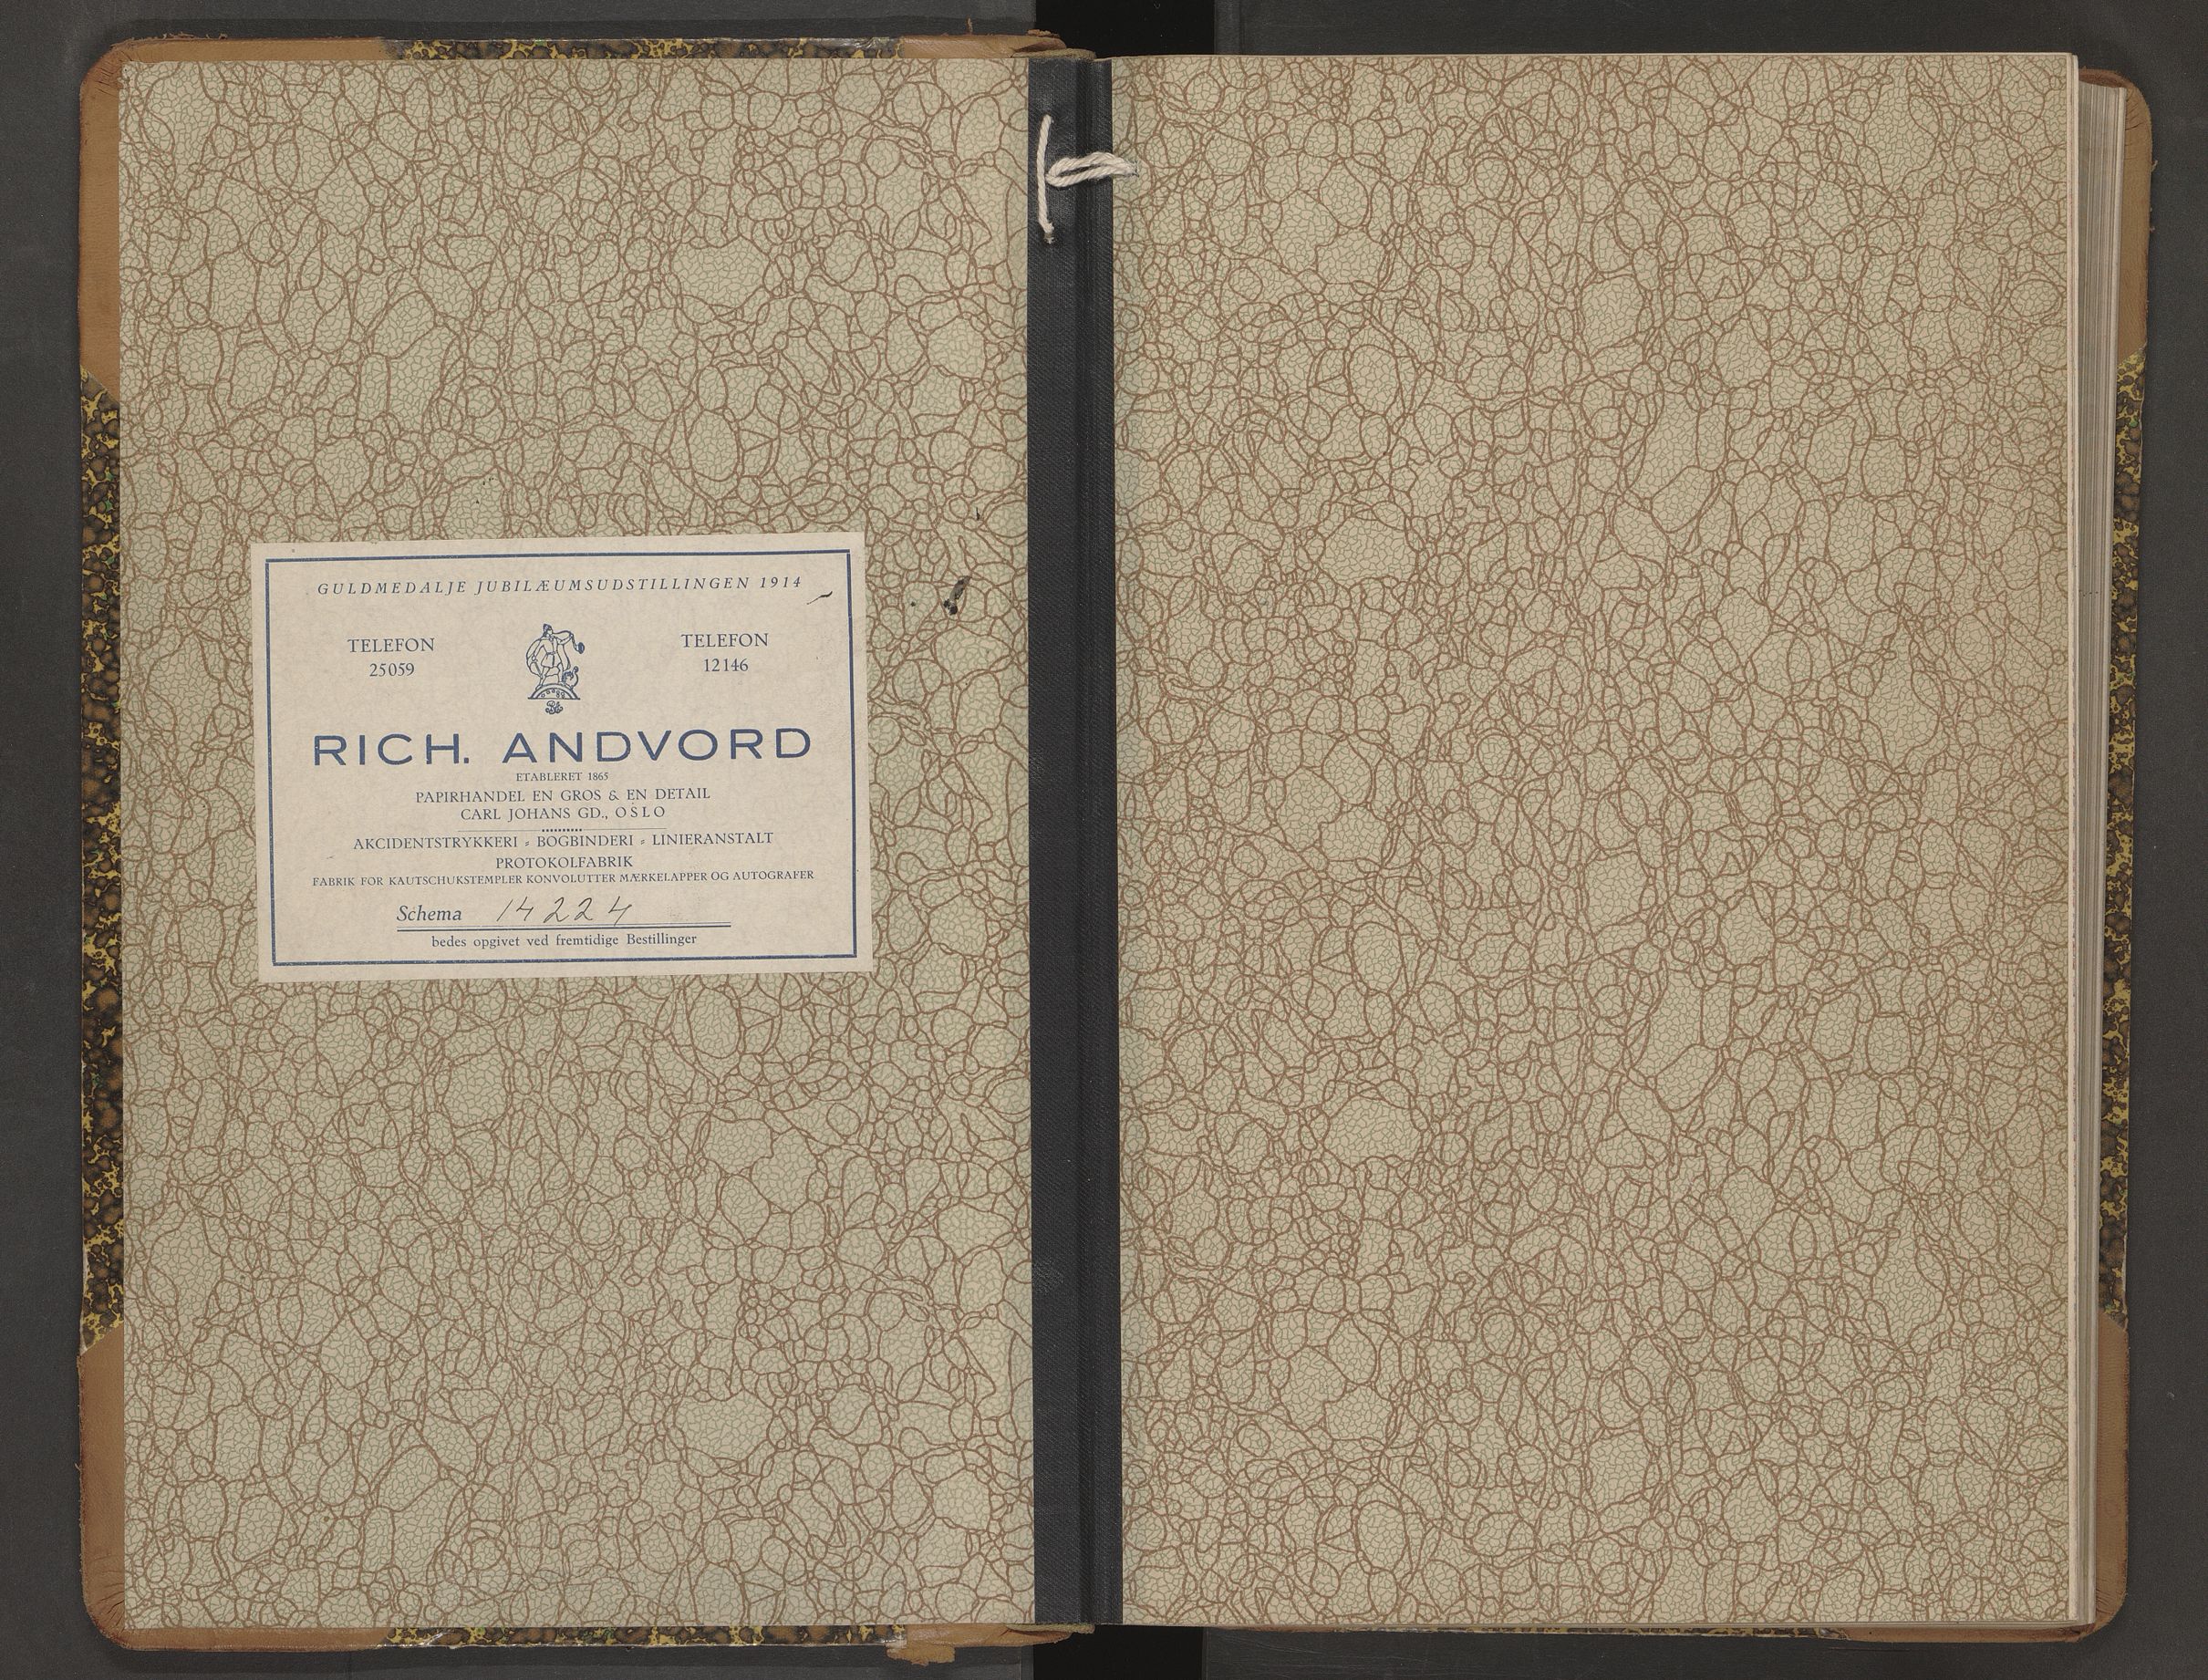 GULDMEDALJE JUBILÆUMSUDSTILLINGEN 1914
TELEFON
25059
TELEFON
12146
RICH. ANDVORD
ETABLERET 1865
PAPIRHANDEL EN GROS & EN DETAIL
CARL JOHANS GD., OSLO
AKCIDENTSTRYKKERI - BOGBINDERI - LINIERANSTALT
PROTOKOLFABRIK
FABRIK FOR KAUTSCHUKSTEMPLER KONVOLUTTER MÆRKELAPPER OG AUTOGRAFER
Schema 14224
bedes opgivet ved fremtidige Bestillinger